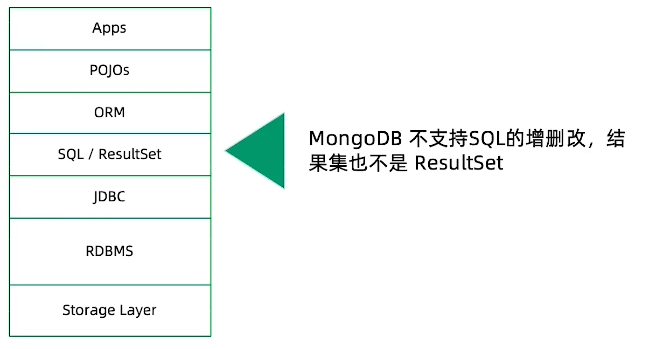 Apps
POJOs
ORM
SQL / ResultSet
JDBC
RDBMS
Storage Layer
MongoDB 不支持SQL的增删改，结
果集也不是 ResultSet